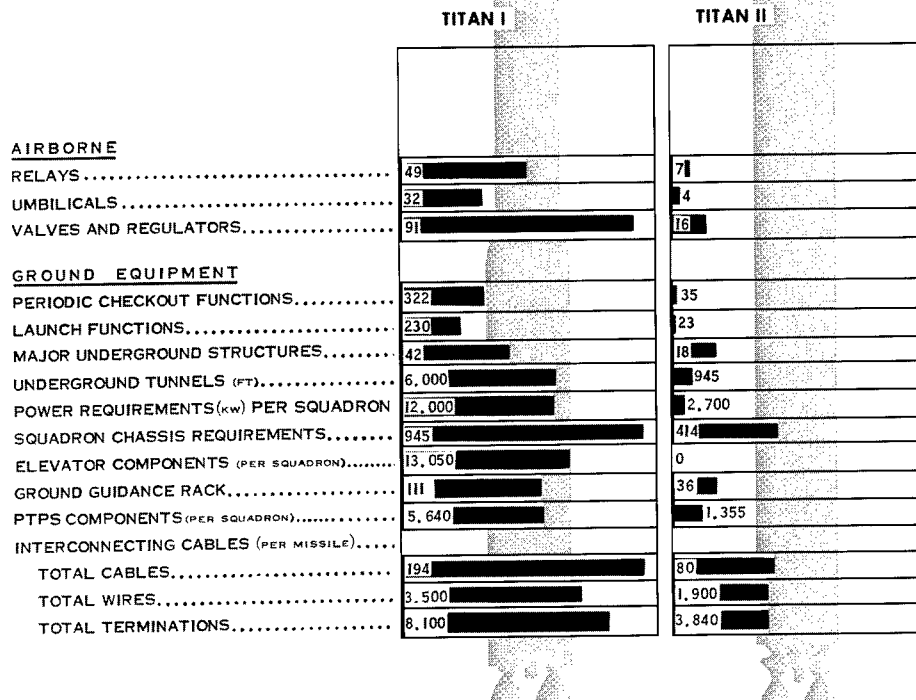 TITAN I TITAN II
AIRBORNE
RELAYS 49 7
UMBILICALS 32 4
VALVES AND REGULATORS 91 16
GROUND EQUIPMENT
PERIODIC CHECKOUT FUNCTIONS 322 35
LAUNCH FUNCTIONS 230 23
MAJOR UNDERGROUND STRUCTURES 42 18
UNDERGROUND TUNNELS (FT) 6,000 945
POWER REQUIREMENTS (KW) PER SQUADRON 12,000 2,700
SQUADRON CHASSIS REQUIREMENTS 945 414
ELEVATOR COMPONENTS (PER SQUADRON) 13,050 0
GROUND GUIDANCE RACK 111 36
PTPS COMPONENTS (PER SQUADRON) 5,640 1,355
INTERCONNECTING CABLES (PER MISSILE)
TOTAL CABLES 194 80
TOTAL WIRES 3.500 1,900
TOTAL TERMINATIONS 8,100 3,840